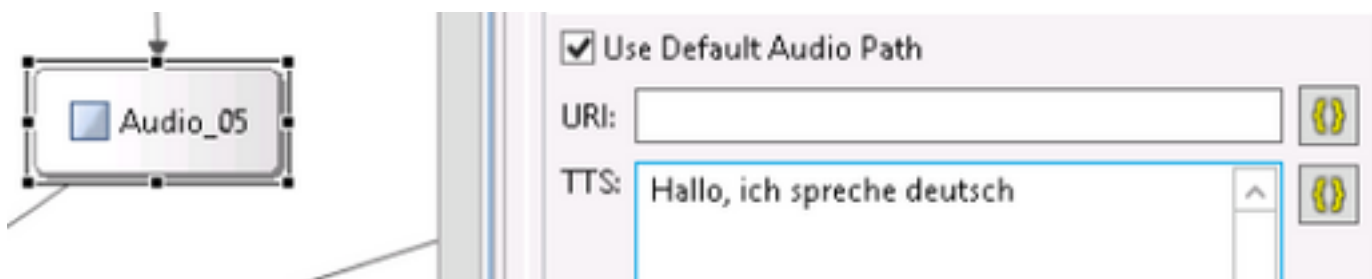 Audio_05
Use Default Audio Path
URI:
{}
TTS: Hallo, ich spreche deutsch
{}